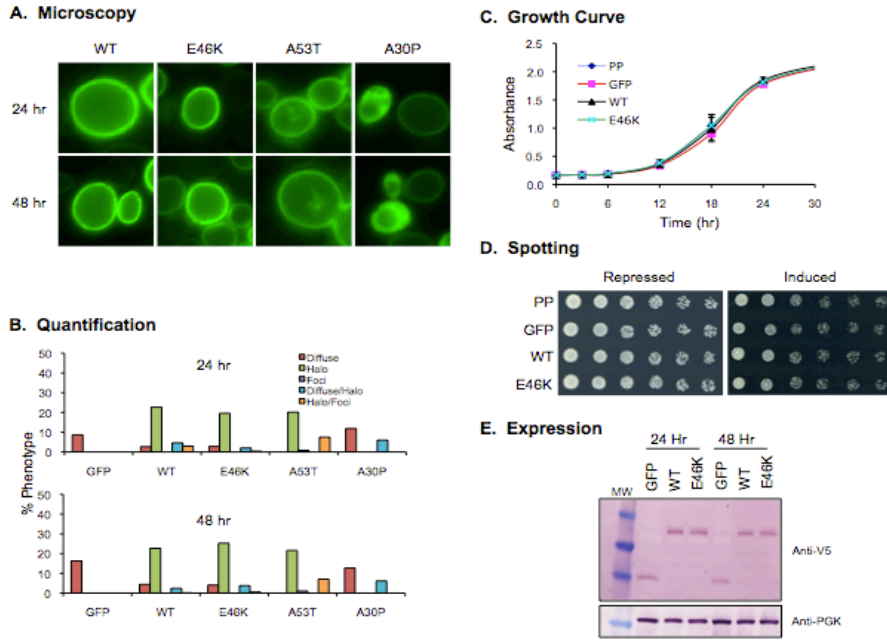 A. Microscopy
WT E46K A53T A30P
24 hr
48 hr
B. Quantification
% Phenotype
50
40
30
20
10
0
24 hr
Diffuse
Halo
Foci
Diffuse/Halo
Halo/Foci
GFP WT E46K A53T A30P
50
40
30
20
10
0
48 hr
GFP WT E46K A53T A30P
C. Growth Curve
Absorbance
2.5
2.0
1.5
1.0
0.5
0.0
PP
GFP
WT
E46K
0 6 12 18 24 30
Time (hr)
D. Spotting
Repressed Induced
PP
GFP
WT
E46K
E. Expression
24 Hr 48 Hr
MW GFP WT E46K GFP WT E46K
Anti-V5
Anti-PGK